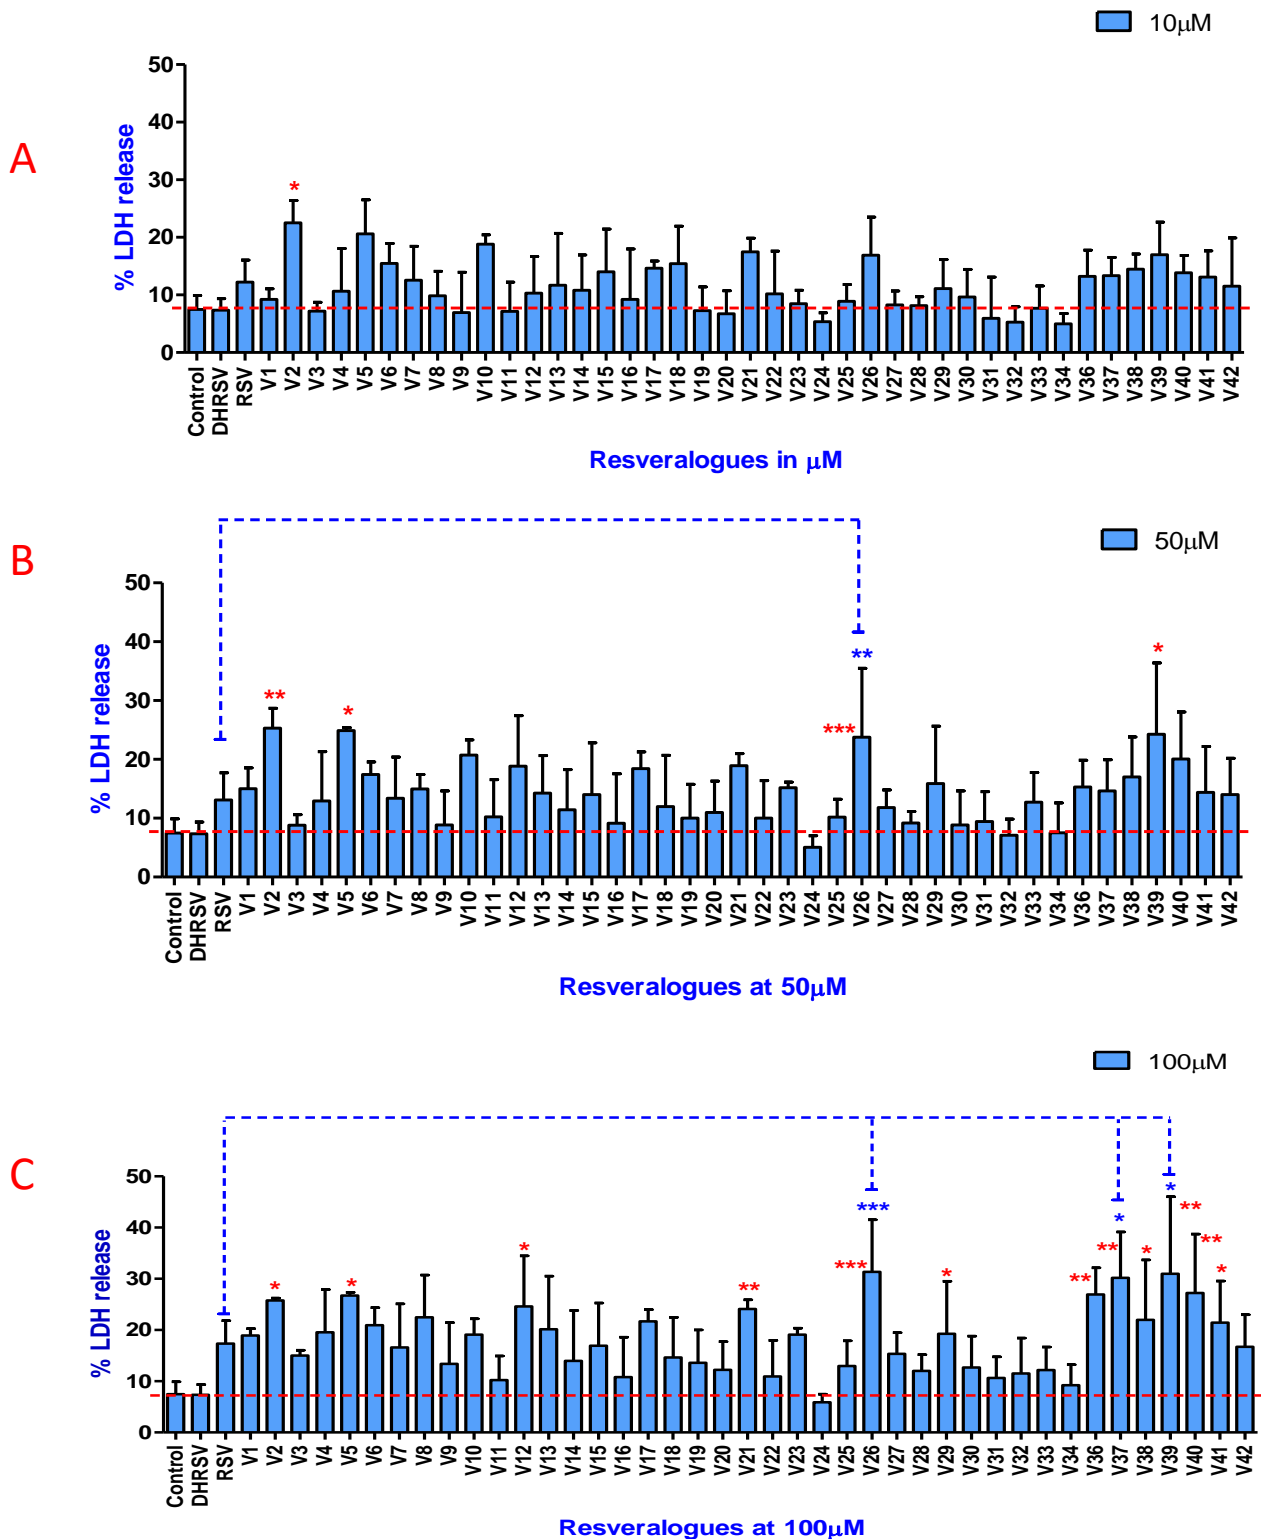 10μM
A
50
40
30
20
10
0
% LDH release
*
Control
DHRSV
RSV
V1
V2
V3
V4
V5
V6
V7
V8
V9
V10
V11
V12
V13
V14
V15
V16
V17
V18
V19
V20
V21
V22
V23
V24
V25
V26
V27
V28
V29
V30
V31
V32
V33
V34
V36
V37
V38
V39
V40
V41
V42
Resveralogues in μM
50μM
B
50
40
30
20
10
0
% LDH release
**
*
***
**
*
Control
DHRSV
RSV
V1
V2
V3
V4
V5
V6
V7
V8
V9
V10
V11
V12
V13
V14
V15
V16
V17
V18
V19
V20
V21
V22
V23
V24
V25
V26
V27
V28
V29
V30
V31
V32
V33
V34
V36
V37
V38
V39
V40
V41
V42
Resveralogues at 50μM
100μM
C
50
40
30
20
10
0
% LDH release
*
*
*
**
***
***
*
**
**
*
*
*
**
**
*
Control
DHRSV
RSV
V1
V2
V3
V4
V5
V6
V7
V8
V9
V10
V11
V12
V13
V14
V15
V16
V17
V18
V19
V20
V21
V22
V23
V24
V25
V26
V27
V28
V29
V30
V31
V32
V33
V34
V36
V37
V38
V39
V40
V41
V42
Resveralogues at 100μM